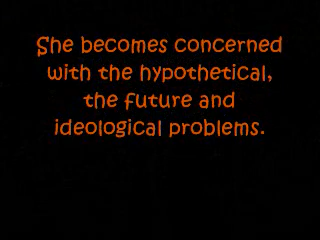 She becomes concerned
with the hypothetical,
the future and
ideological problems.